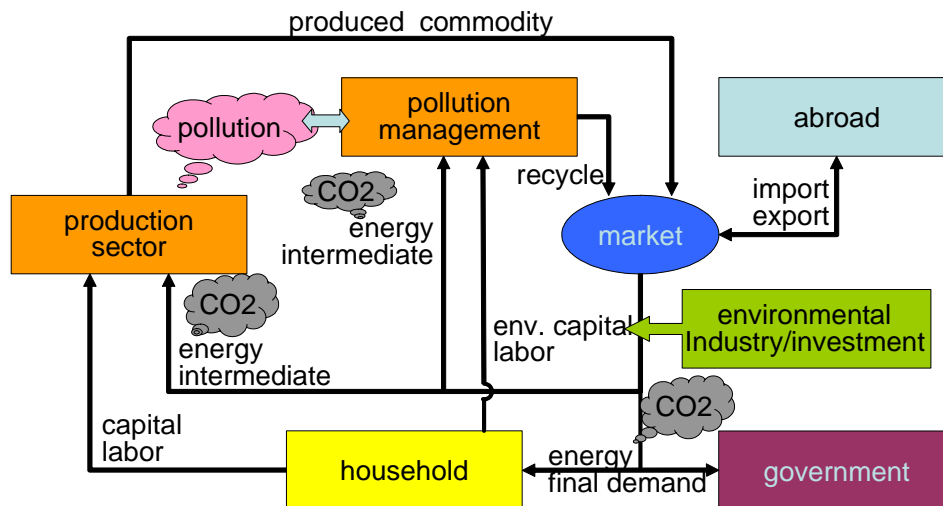 produced commodity
pollution
pollution
management
abroad
recycle
import
export
CO2
energy
intermediate
production
sector
market
CO2
energy
intermediate
env. capital
labor
environmental
Industry/investment
CO2
capital
labor
household
energy
final demand
government